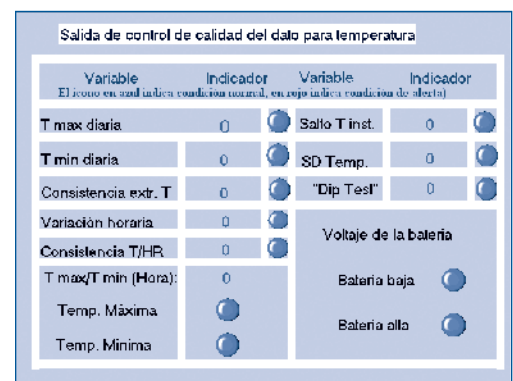 Salida de control de calidad del dato para temperatura
Variable Indicador Variable Indicador
El icono en azul indica condición normal, en rojo indica condición de alerta)
T max diaria 0
T min diaria 0
Consistencia extr. T 0
Variación horaria 0
Consistencia T/HR 0
T max/T min (Hora): 0
Temp. Máxima
Temp. Minima
Salto T inst. 0
SD Temp. 0
"Dip Test" 0
Voltaje de la bateria
Bateria baja
Bateria alta